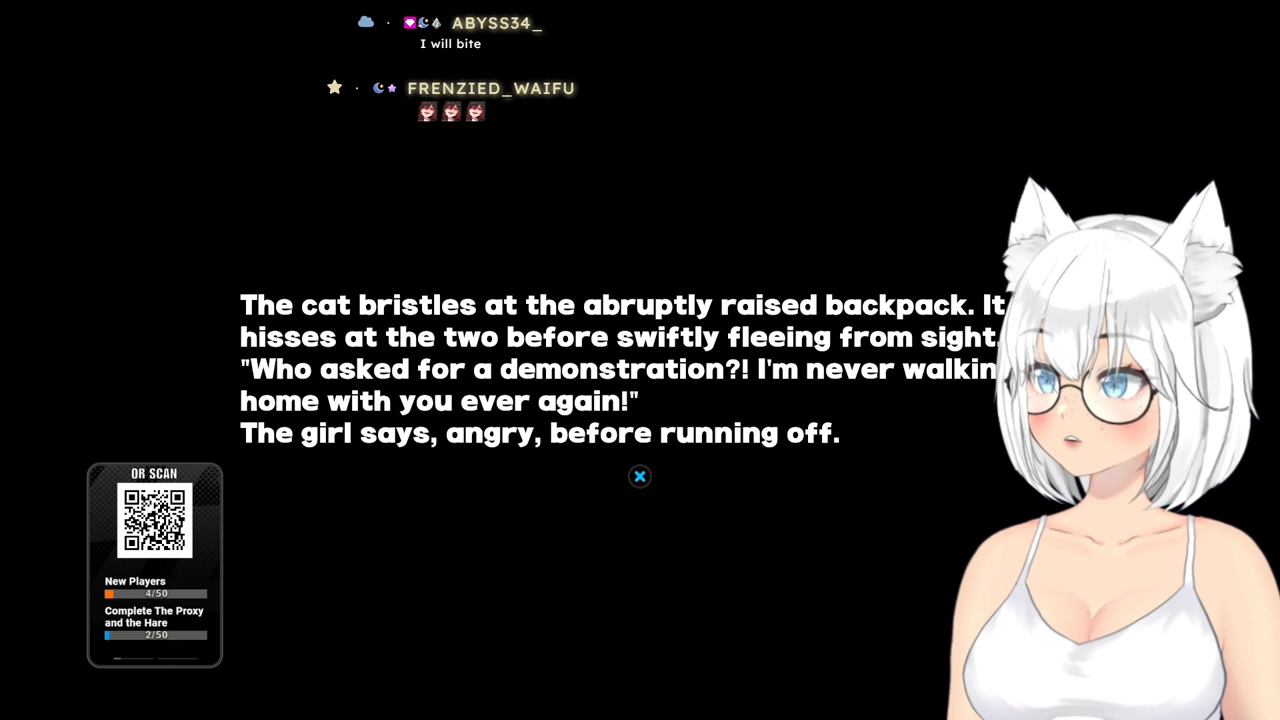 ABYSS34_
I will bite
FRENZIED_WAIFU
The cat bristles at the abruptly raised backpack. It
hisses at the two before swiftly fleeing from sight.
"Who asked for a demonstration?! I'm never walkin
home with you ever again!"
The girl says, angry, before running off.
OR SCAN
New Players
4/50
Complete The Proxy
and the Hare
2/50